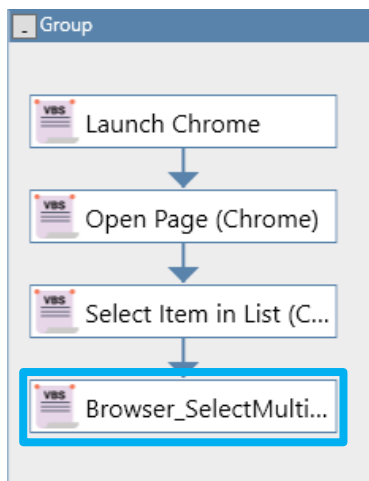 Group
VBS
Launch Chrome
VBS
Open Page (Chrome)
VBS
Select Item in List (C...
VBS
Browser_SelectMulti...